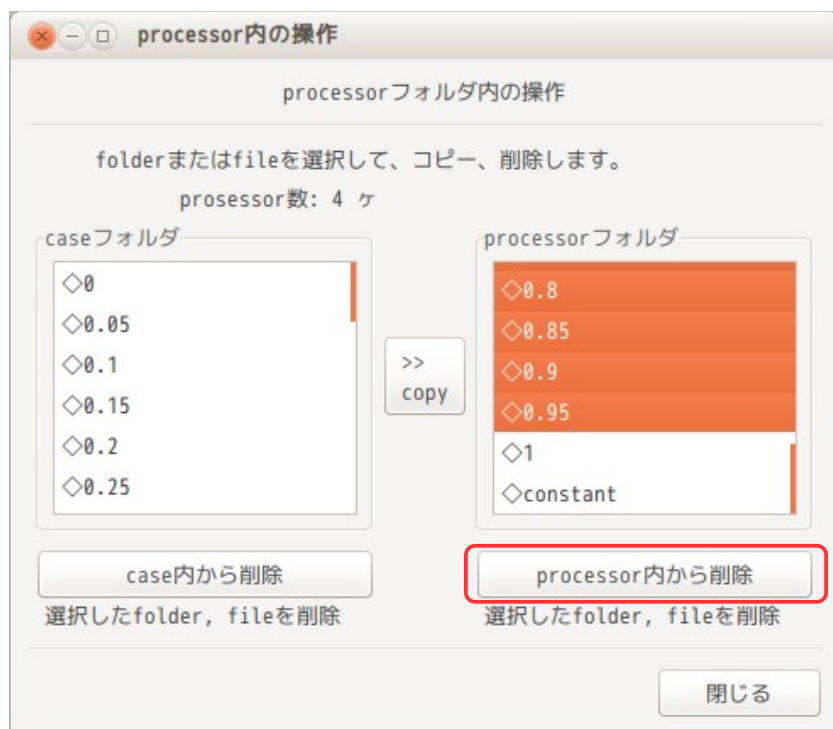 processor内の操作
processorフォルダ内の操作
folderまたはfileを選択して、コピー、削除します。
prosessor数: 4 ヶ
caseフォルダ
◇0
◇0.05
◇0.1
◇0.15
◇0.2
◇0.25
>>
copy
processorフォルダ
◇0.8
◇0.85
◇0.9
◇0.95
◇1
◇constant
case内から削除
選択したfolder, fileを削除
processor内から削除
選択したfolder, fileを削除
閉じる